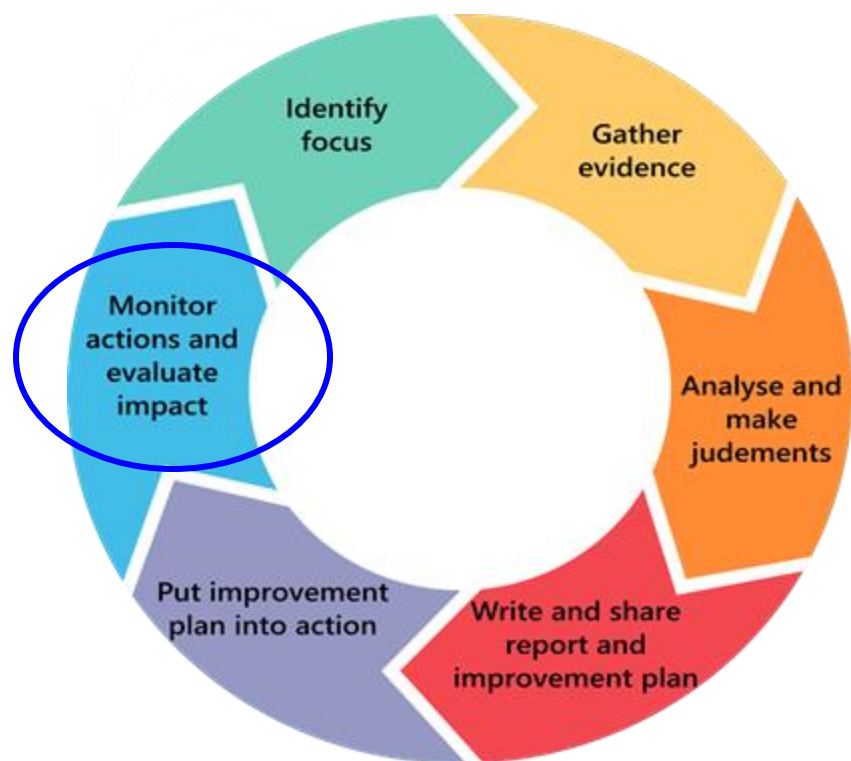 Identify
focus
Gather
evidence
Analyse and
make
judements
Write and share
report and
improvement plan
Put improvement
plan into action
Monitor
actions and
evaluate
impact